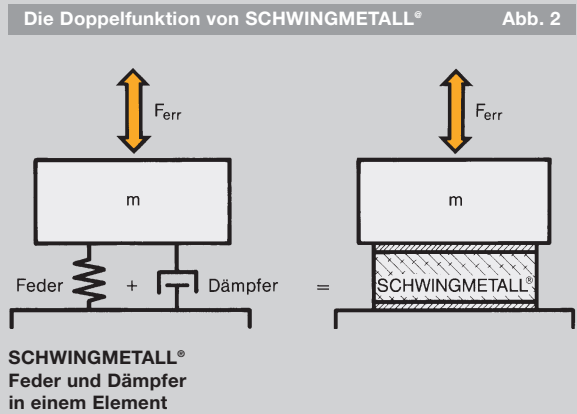 Die Doppelfunktion von SCHWINGMETALL® Abb. 2
Ferr Ferr
m m
Feder + Dämpfer = SCHWINGMETALL®
SCHWINGMETALL®
Feder und Dämpfer
in einem Element